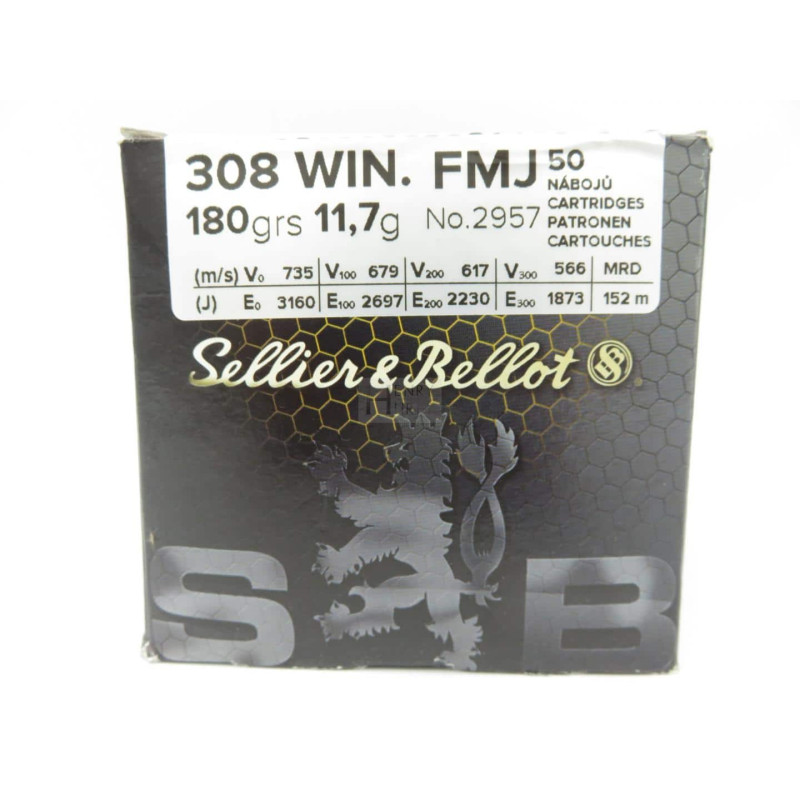 308 WIN. FMJ 50
NÁBOJŮ
CARTRIDGES
180grs 11,7g No.2957 PATRONEN
CARTOUCHES
(m/s) V₀ 735 V₁₀₀ 679 V₂₀₀ 617 V₃₀₀ 566 MRD
(J) E₀ 3160 E₁₀₀ 2697 E₂₀₀ 2230 E₃₀₀ 1873 152 m
Sellier & Bellot SB
S B